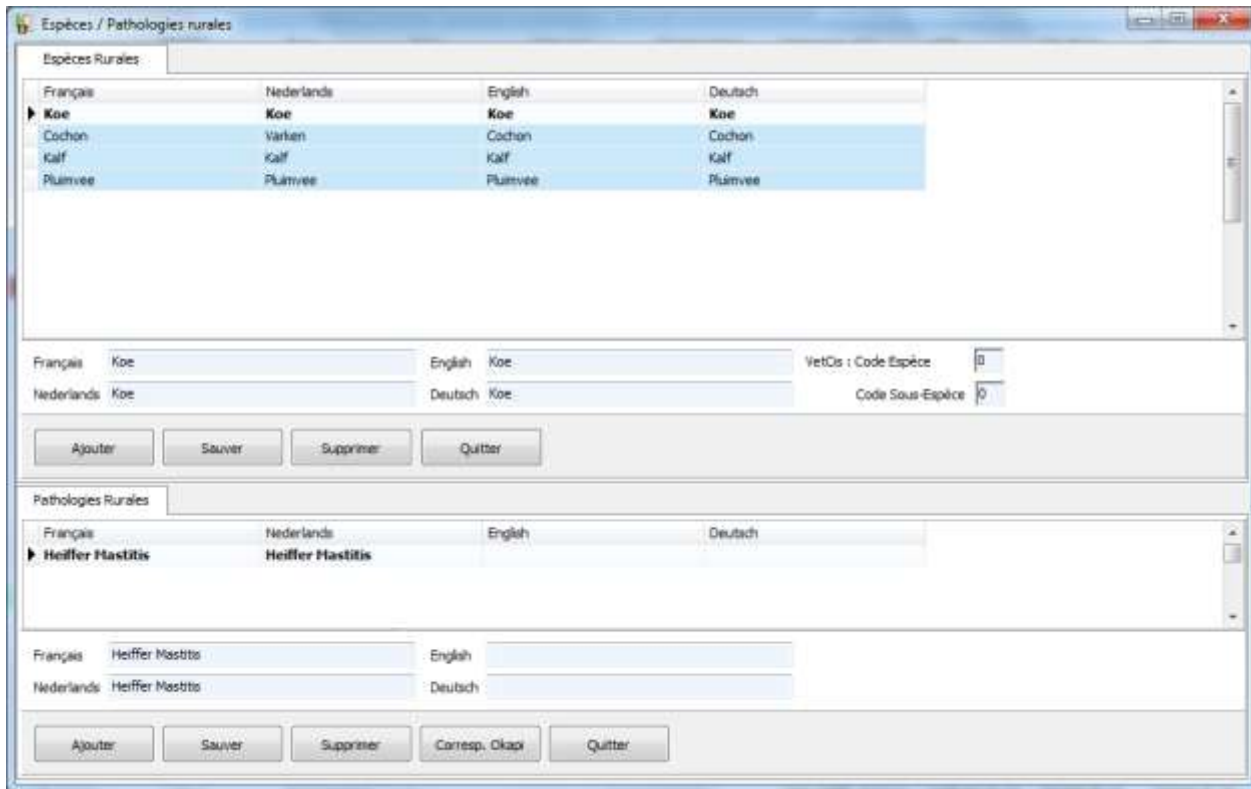 Espèces / Pathologies rurales
Espèces Rurales
Français Nederlands English Deutsch
Koe Koe Koe Koe
Cochon Varken Cochon Cochon
Kalf Kalf Kalf Kalf
Pluimvee Pluimvee Pluimvee Pluimvee
Français Koe English Koe VetCis : Code Espèce 0
Nederlands Koe Deutsch Koe Code Sous-Espèce 0
Ajouter Sauver Supprimer Quitter
Pathologies Rurales
Français Nederlands English Deutsch
Heiffer Mastitis Heiffer Mastitis
Français Heiffer Mastitis English
Nederlands Heiffer Mastitis Deutsch
Ajouter Sauver Supprimer Corresp. Okapi Quitter